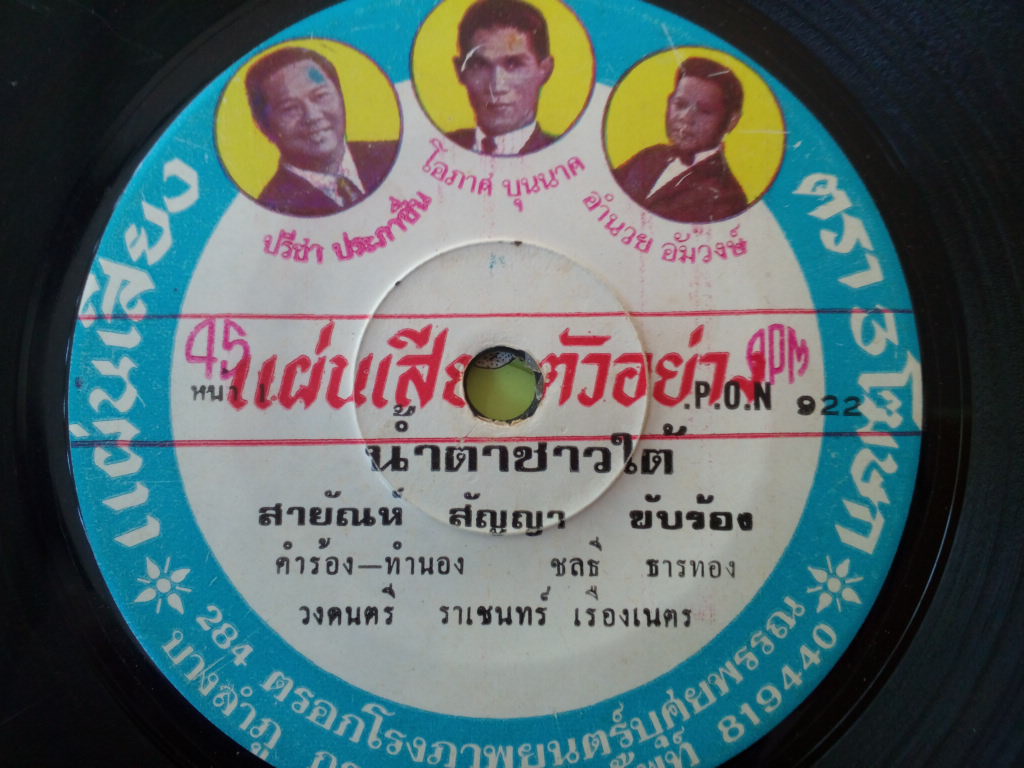 แผ่นเสียง
ตรา 3 โฆษก
ปรีชา ประภาชื่น
โอภาศ บุนนาค
อำนวย อัมวงษ์
45
RPM
แผ่นเสียงตัวอย่าง
หน้า 1
.P.O.N ๑22
น้ำตาชาวใต้
สายัณห์ สัญญา ขับร้อง
คำร้อง—ทำนอง ชลธี ธารทอง
วงดนตรี ราเชนทร์ เรืองเนตร
284 ตรอกโรงภาพยนตร์บุศยพรรณ
บางลำภู
819440